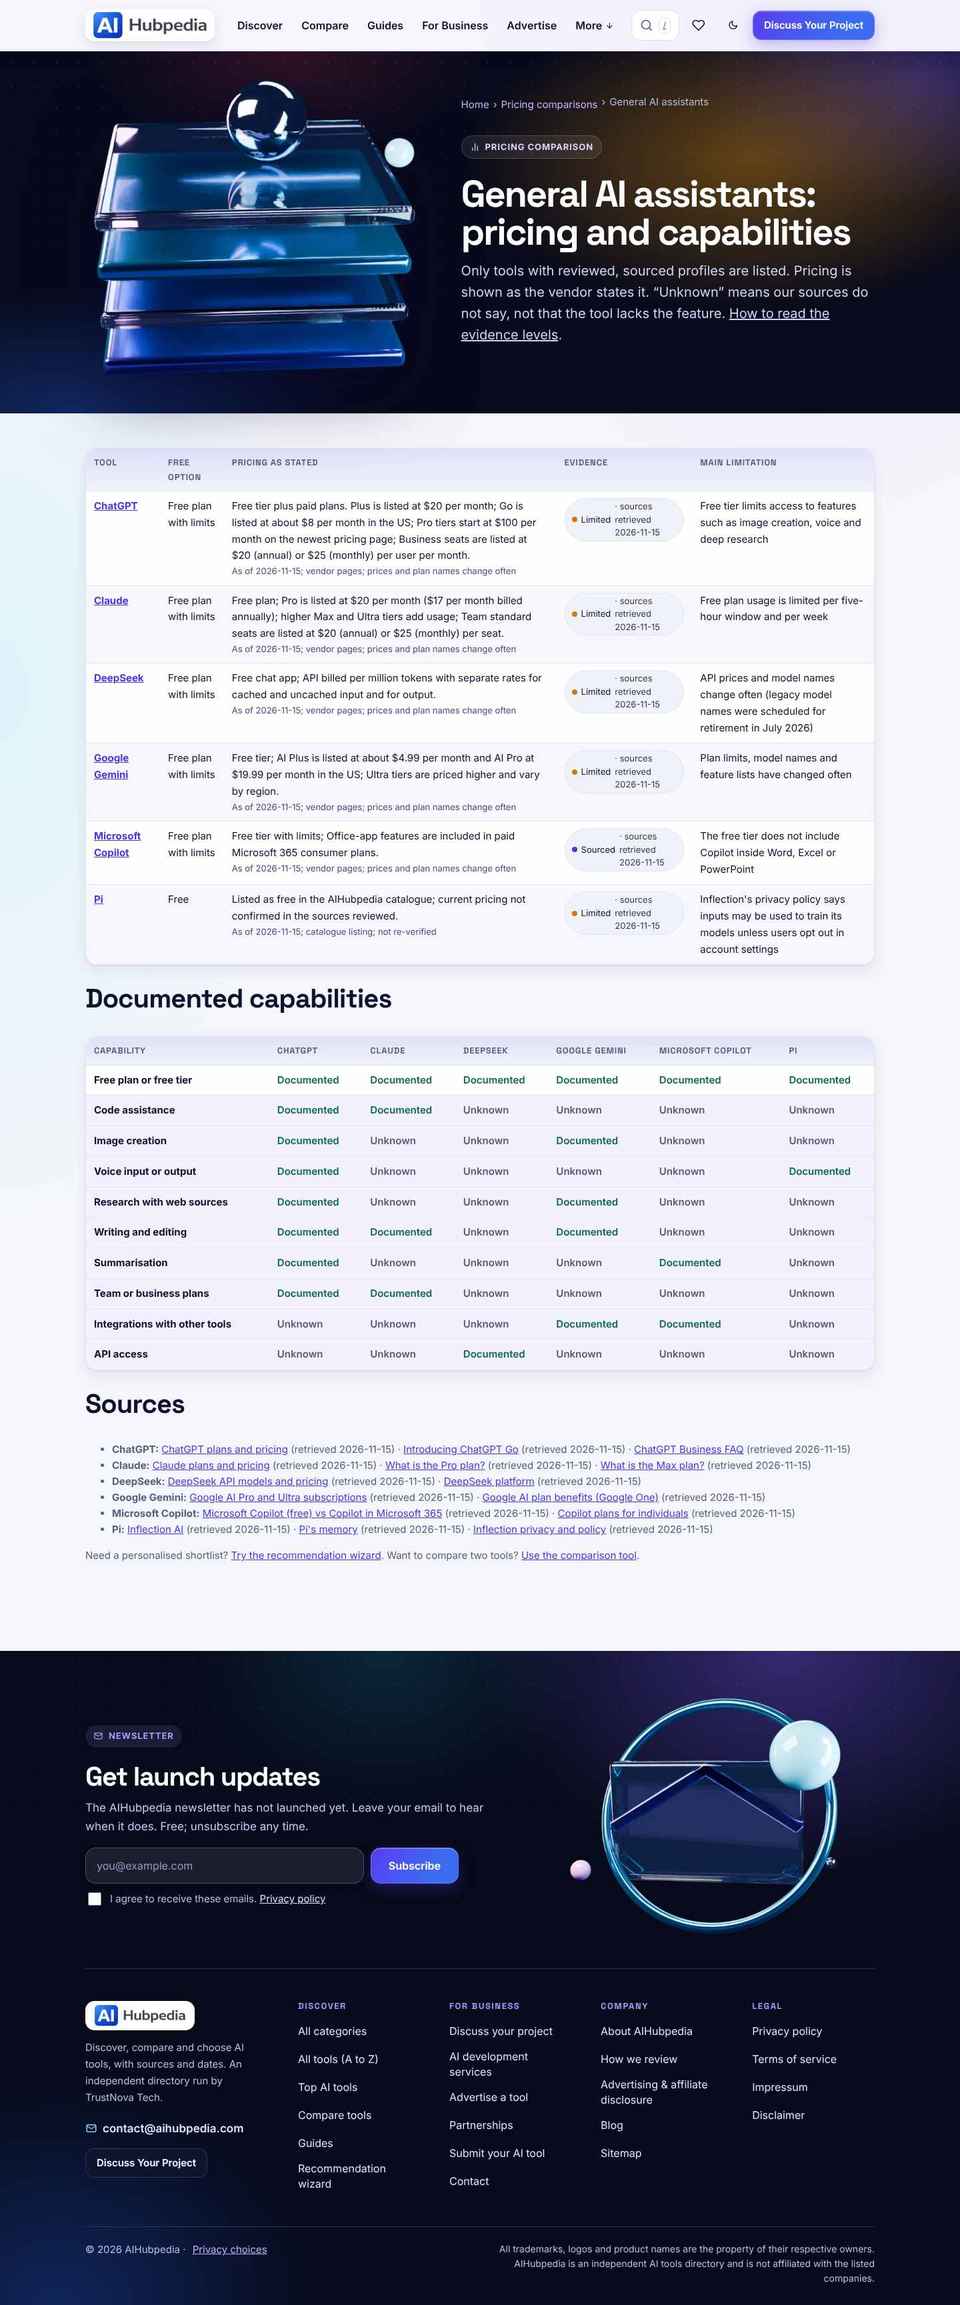 AI Hubpedia
Discover Compare Guides For Business Advertise More ↓ / Discuss Your Project
Home › Pricing comparisons › General AI assistants
PRICING COMPARISON
General AI assistants:
pricing and capabilities
Only tools with reviewed, sourced profiles are listed. Pricing is
shown as the vendor states it. “Unknown” means our sources do
not say, not that the tool lacks the feature. How to read the
evidence levels.
TOOL FREE OPTION PRICING AS STATED EVIDENCE MAIN LIMITATION
ChatGPT
Free plan
with limits
Free tier plus paid plans. Plus is listed at $20 per month; Go is
listed at about $8 per month in the US; Pro tiers start at $100 per
month on the newest pricing page; Business seats are listed at
$20 (annual) or $25 (monthly) per user per month.
As of 2026-11-15; vendor pages; prices and plan names change often
Limited · sources retrieved 2026-11-15
Free tier limits access to features
such as image creation, voice and
deep research
Claude
Free plan
with limits
Free plan; Pro is listed at $20 per month ($17 per month billed
annually); higher Max and Ultra tiers add usage; Team standard
seats are listed at $20 (annual) or $25 (monthly) per seat.
As of 2026-11-15; vendor pages; prices and plan names change often
Limited · sources retrieved 2026-11-15
Free plan usage is limited per five-
hour window and per week
DeepSeek
Free plan
with limits
Free chat app; API billed per million tokens with separate rates for
cached and uncached input and for output.
As of 2026-11-15; vendor pages; prices and plan names change often
Limited · sources retrieved 2026-11-15
API prices and model names
change often (legacy model
names were scheduled for
retirement in July 2026)
Google
Gemini
Free plan
with limits
Free tier; AI Plus is listed at about $4.99 per month and AI Pro at
$19.99 per month in the US; Ultra tiers are priced higher and vary
by region.
As of 2026-11-15; vendor pages; prices and plan names change often
Limited · sources retrieved 2026-11-15
Plan limits, model names and
feature lists have changed often
Microsoft
Copilot
Free plan
with limits
Free tier with limits; Office-app features are included in paid
Microsoft 365 consumer plans.
As of 2026-11-15; vendor pages; prices and plan names change often
Sourced · sources retrieved 2026-11-15
The free tier does not include
Copilot inside Word, Excel or
PowerPoint
Pi
Free
Listed as free in the AIHubpedia catalogue; current pricing not
confirmed in the sources reviewed.
As of 2026-11-15; catalogue listing; not re-verified
Limited · sources retrieved 2026-11-15
Inflection's privacy policy says
inputs may be used to train its
models unless users opt out in
account settings
Documented capabilities
CAPABILITY CHATGPT CLAUDE DEEPSEEK GOOGLE GEMINI MICROSOFT COPILOT PI
Free plan or free tier Documented Documented Documented Documented Documented Documented
Code assistance Documented Documented Unknown Unknown Unknown Unknown
Image creation Documented Unknown Unknown Documented Unknown Unknown
Voice input or output Documented Unknown Unknown Unknown Unknown Documented
Research with web sources Documented Unknown Unknown Documented Unknown Unknown
Writing and editing Documented Documented Unknown Documented Unknown Unknown
Summarisation Documented Unknown Unknown Unknown Documented Unknown
Team or business plans Documented Documented Unknown Unknown Unknown Unknown
Integrations with other tools Unknown Unknown Unknown Documented Documented Unknown
API access Unknown Unknown Documented Unknown Unknown Unknown
Sources
ChatGPT: ChatGPT plans and pricing (retrieved 2026-11-15) · Introducing ChatGPT Go (retrieved 2026-11-15) · ChatGPT Business FAQ (retrieved 2026-11-15)
Claude: Claude plans and pricing (retrieved 2026-11-15) · What is the Pro plan? (retrieved 2026-11-15) · What is the Max plan? (retrieved 2026-11-15)
DeepSeek: DeepSeek API models and pricing (retrieved 2026-11-15) · DeepSeek platform (retrieved 2026-11-15)
Google Gemini: Google AI Pro and Ultra subscriptions (retrieved 2026-11-15) · Google AI plan benefits (Google One) (retrieved 2026-11-15)
Microsoft Copilot: Microsoft Copilot (free) vs Copilot in Microsoft 365 (retrieved 2026-11-15) · Copilot plans for individuals (retrieved 2026-11-15)
Pi: Inflection AI (retrieved 2026-11-15) · Pi's memory (retrieved 2026-11-15) · Inflection privacy and policy (retrieved 2026-11-15)
Need a personalised shortlist? Try the recommendation wizard. Want to compare two tools? Use the comparison tool.
NEWSLETTER
Get launch updates
The AIHubpedia newsletter has not launched yet. Leave your email to hear
when it does. Free; unsubscribe any time.
you@example.com Subscribe
I agree to receive these emails. Privacy policy
AI Hubpedia
Discover, compare and choose AI
tools, with sources and dates. An
independent directory run by
TrustNova Tech.
contact@aihubpedia.com
Discuss Your Project
DISCOVER
All categories
All tools (A to Z)
Top AI tools
Compare tools
Guides
Recommendation
wizard
FOR BUSINESS
Discuss your project
AI development
services
Advertise a tool
Partnerships
Submit your AI tool
Contact
COMPANY
About AIHubpedia
How we review
Advertising & affiliate
disclosure
Blog
Sitemap
LEGAL
Privacy policy
Terms of service
Impressum
Disclaimer
© 2026 AIHubpedia · Privacy choices
All trademarks, logos and product names are the property of their respective owners.
AIHubpedia is an independent AI tools directory and is not affiliated with the listed
companies.